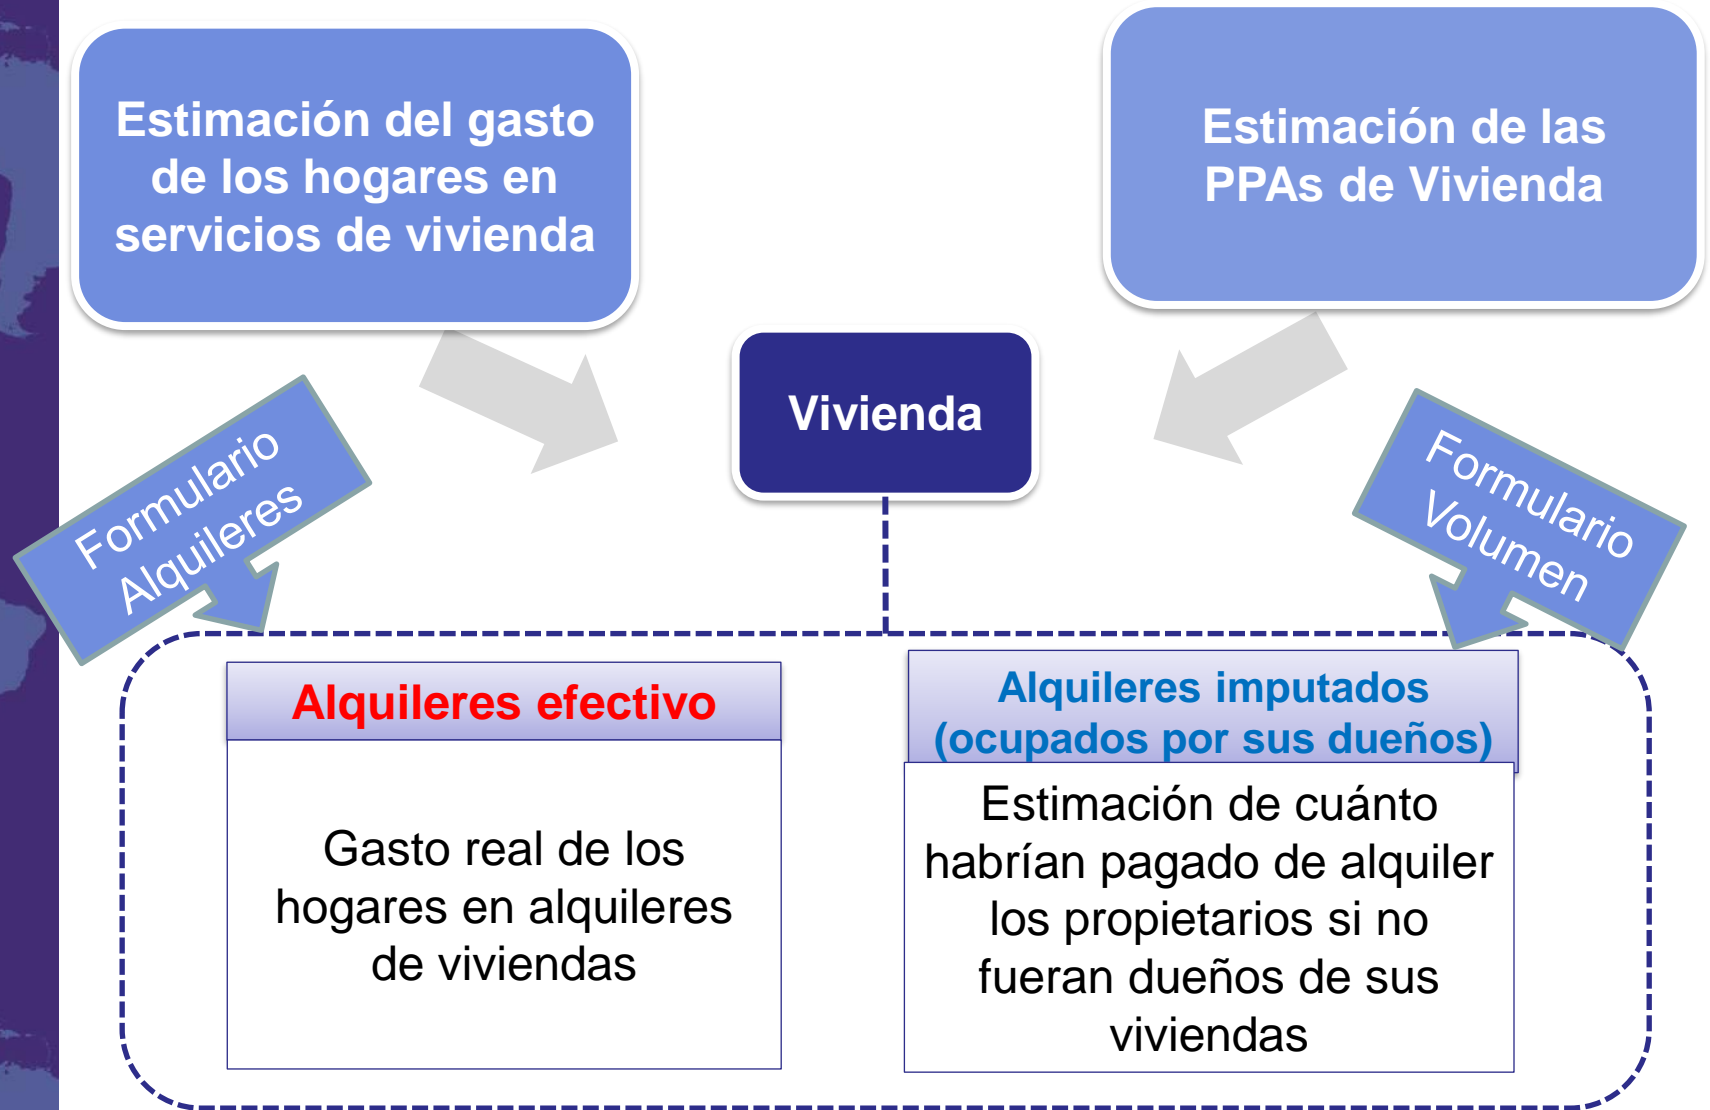 Estimación del gasto
de los hogares en
servicios de vivienda
Estimación de las
PPAs de Vivienda
Vivienda
Formulario
Alquileres
Formulario
Volumen
Alquileres efectivo
Gasto real de los
hogares en alquileres
de viviendas
Alquileres imputados
(ocupados por sus dueños)
Estimación de cuánto
habrían pagado de alquiler
los propietarios si no
fueran dueños de sus
viviendas